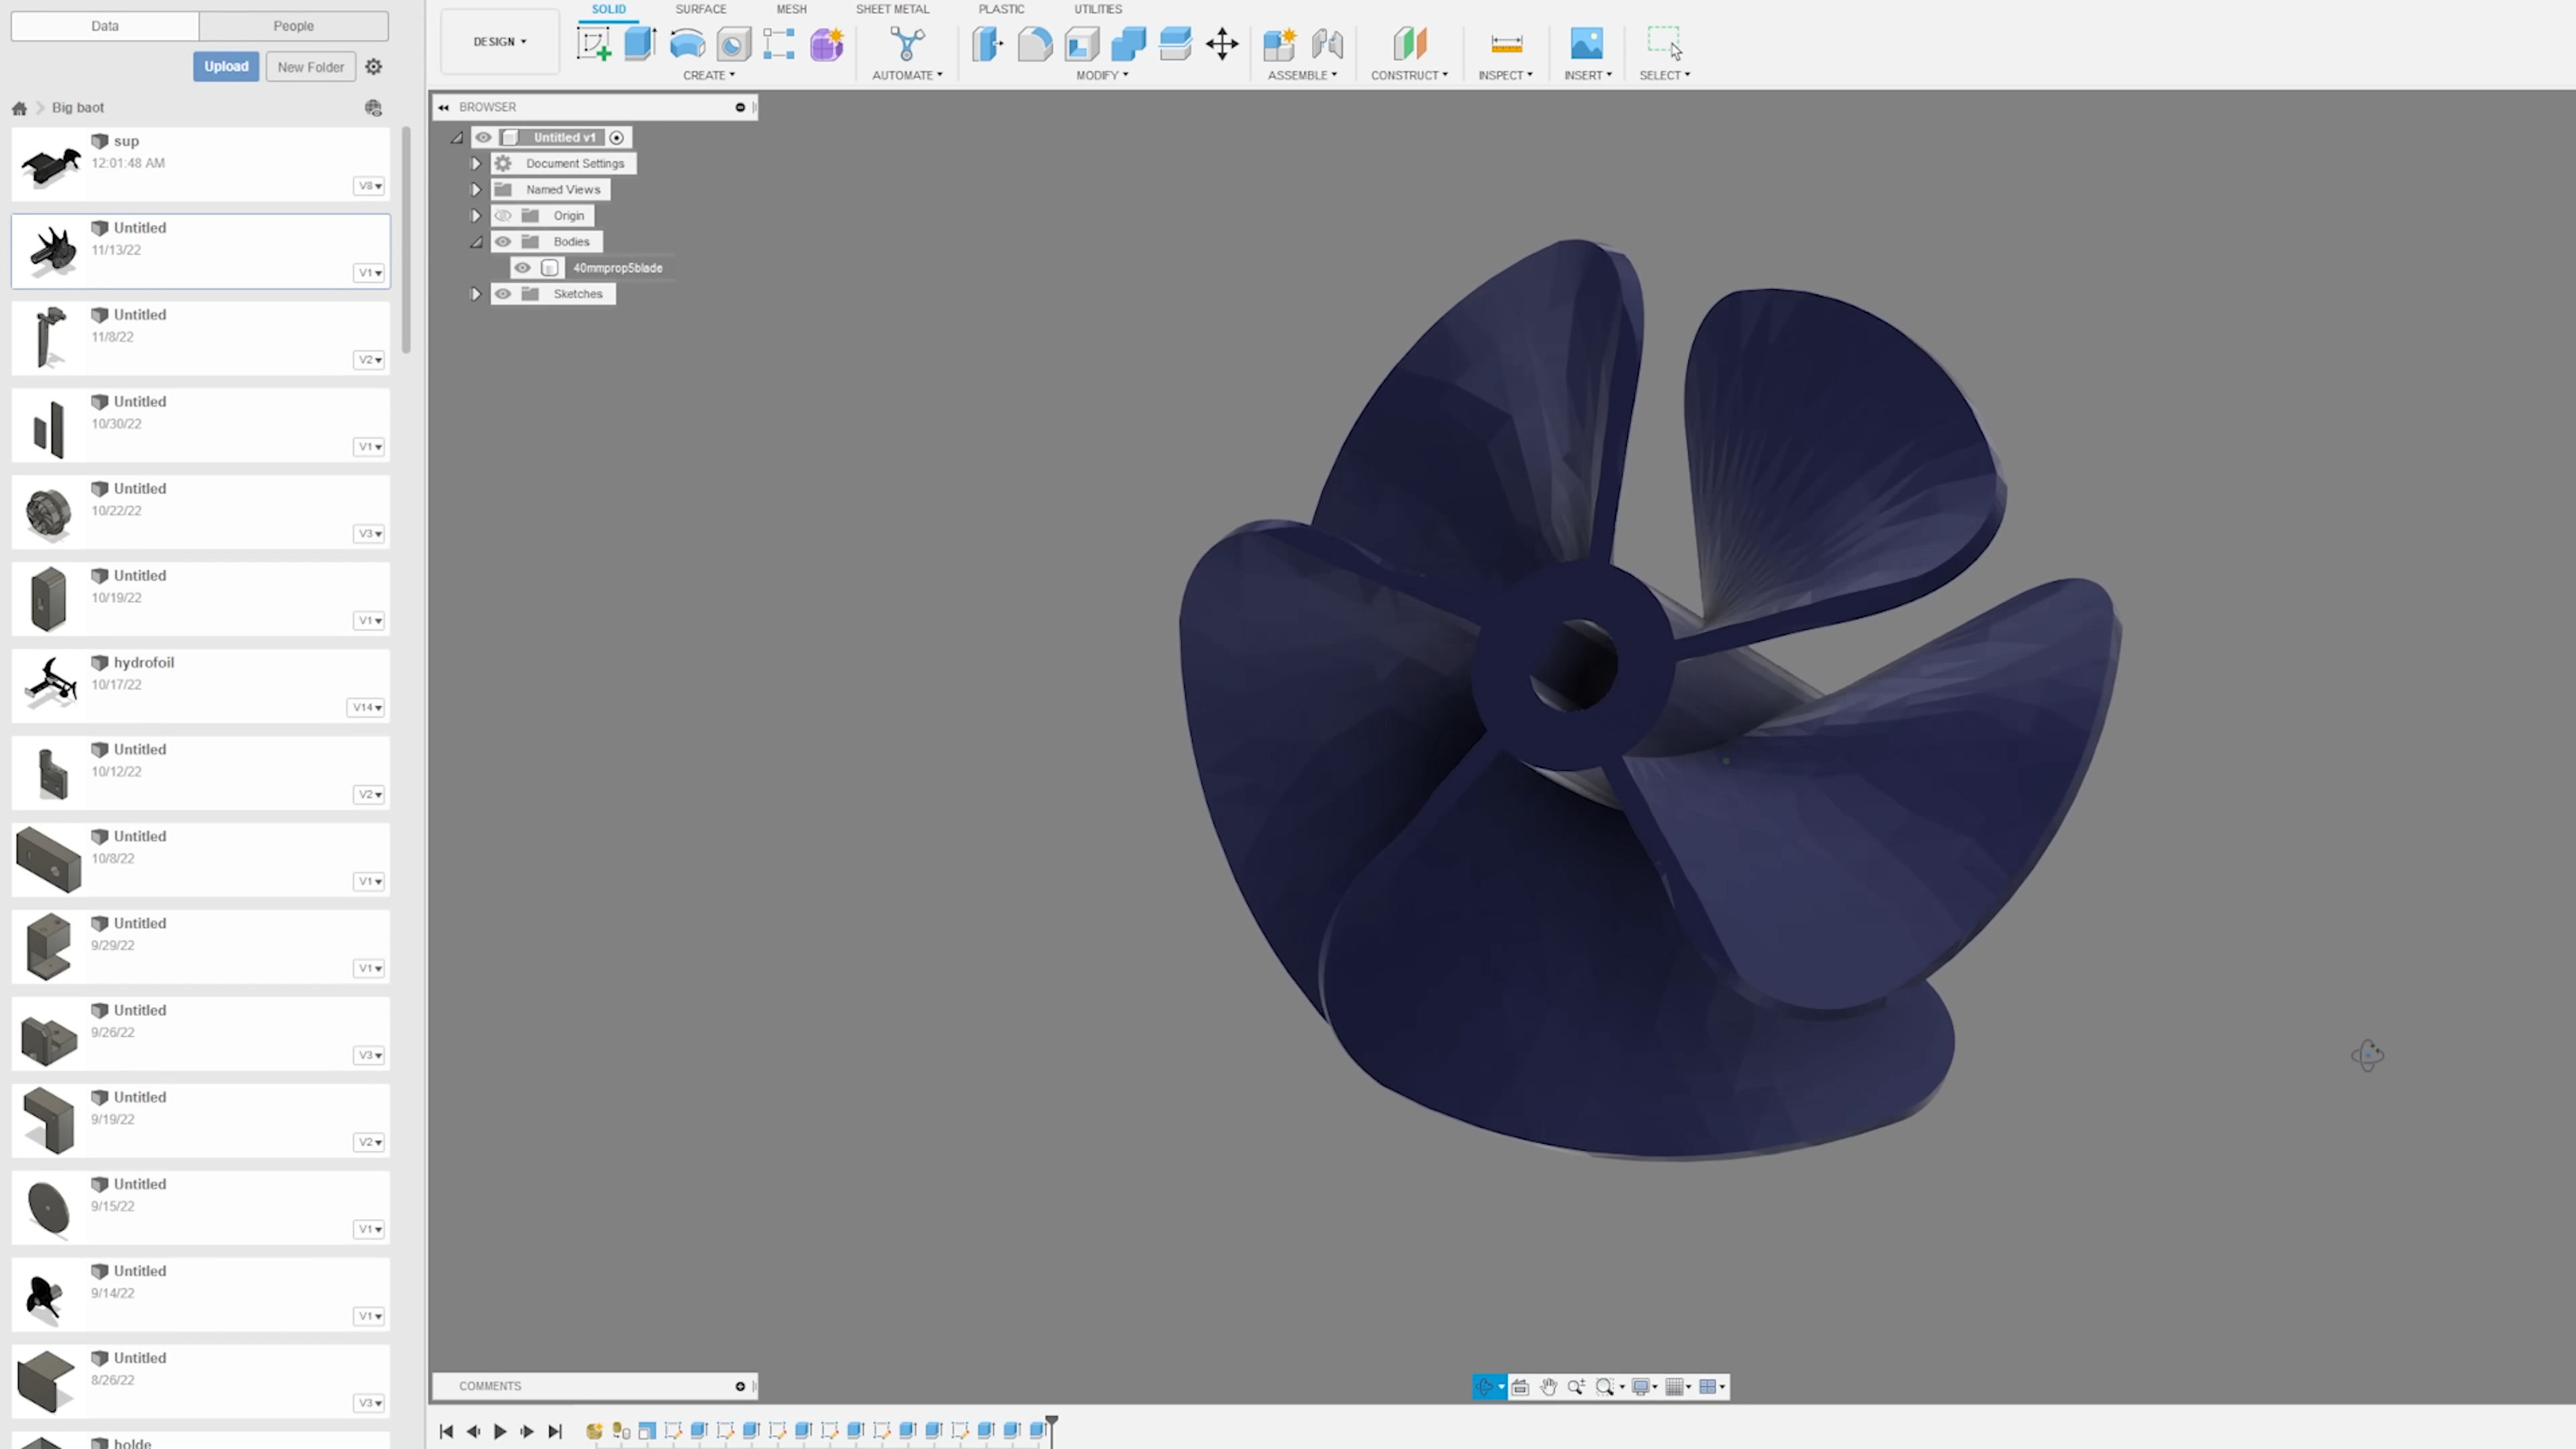 Data
People
Upload
New Folder
Big baot
sup
12:01:48 AM
V8
Untitled
11/13/22
V1
Untitled
11/8/22
V2
Untitled
10/30/22
V1
Untitled
10/22/22
V3
Untitled
10/19/22
V1
hydrofoil
10/17/22
V14
Untitled
10/12/22
V2
Untitled
10/8/22
V1
Untitled
9/29/22
V1
Untitled
9/26/22
V3
Untitled
9/19/22
V2
Untitled
9/15/22
V1
Untitled
9/14/22
V1
Untitled
8/26/22
V3
holde
DESIGN
SOLID SURFACE MESH SHEET METAL PLASTIC UTILITIES
CREATE AUTOMATE MODIFY ASSEMBLE CONSTRUCT INSPECT INSERT SELECT
BROWSER
Untitled v1
Document Settings
Named Views
Origin
Bodies
40mmprop5blade
Sketches
COMMENTS